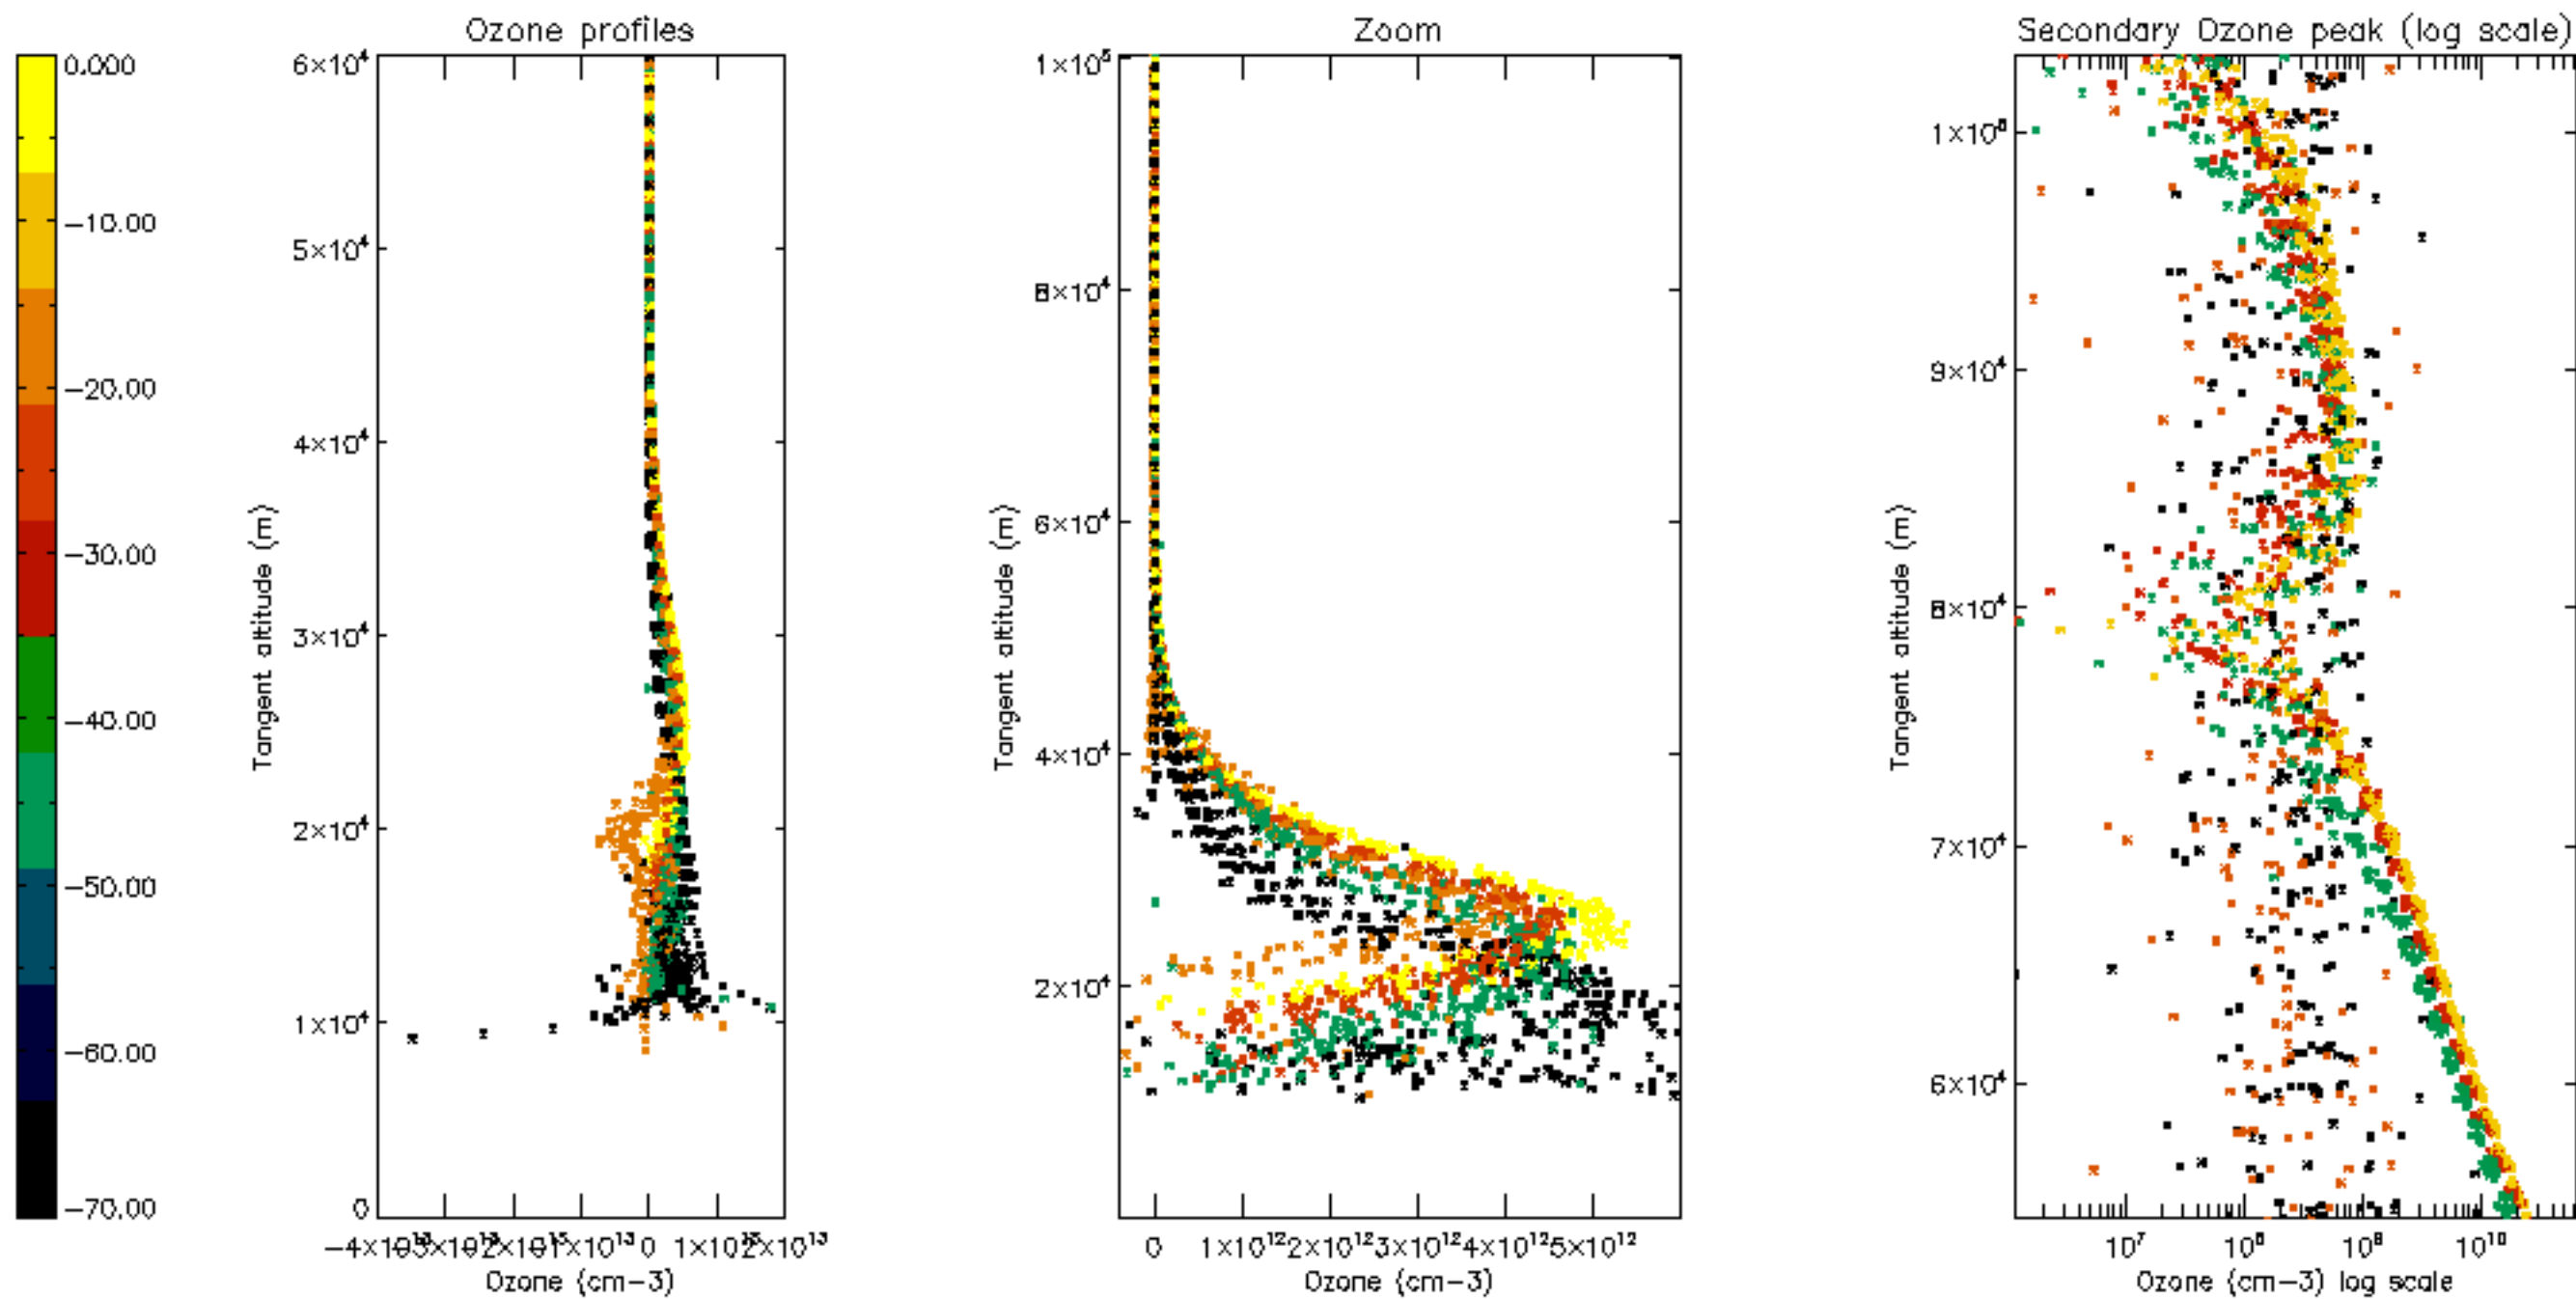 Ozone profiles
Zoom
Secondary Ozone peak (log scale)
0.000
-10.00
-20.00
-30.00
-40.00
-50.00
-60.00
-70.00
6×10⁴
5×10⁴
4×10⁴
3×10⁴
2×10⁴
1×10⁴
0
Tangent altitude (m)
0 
Ozone (cm-3)
1×10⁵
8×10⁴
6×10⁴
4×10⁴
2×10⁴
Tangent altitude (m)
0 1×10¹² 2×10¹² 3×10¹² 4×10¹² 5×10¹²
Ozone (cm-3)
9×10⁴
8×10⁴
7×10⁴
6×10⁴
Tangent altitude (m)
10⁷ 10⁸ 10⁹ 10¹⁰
Ozone (cm-3) log scale